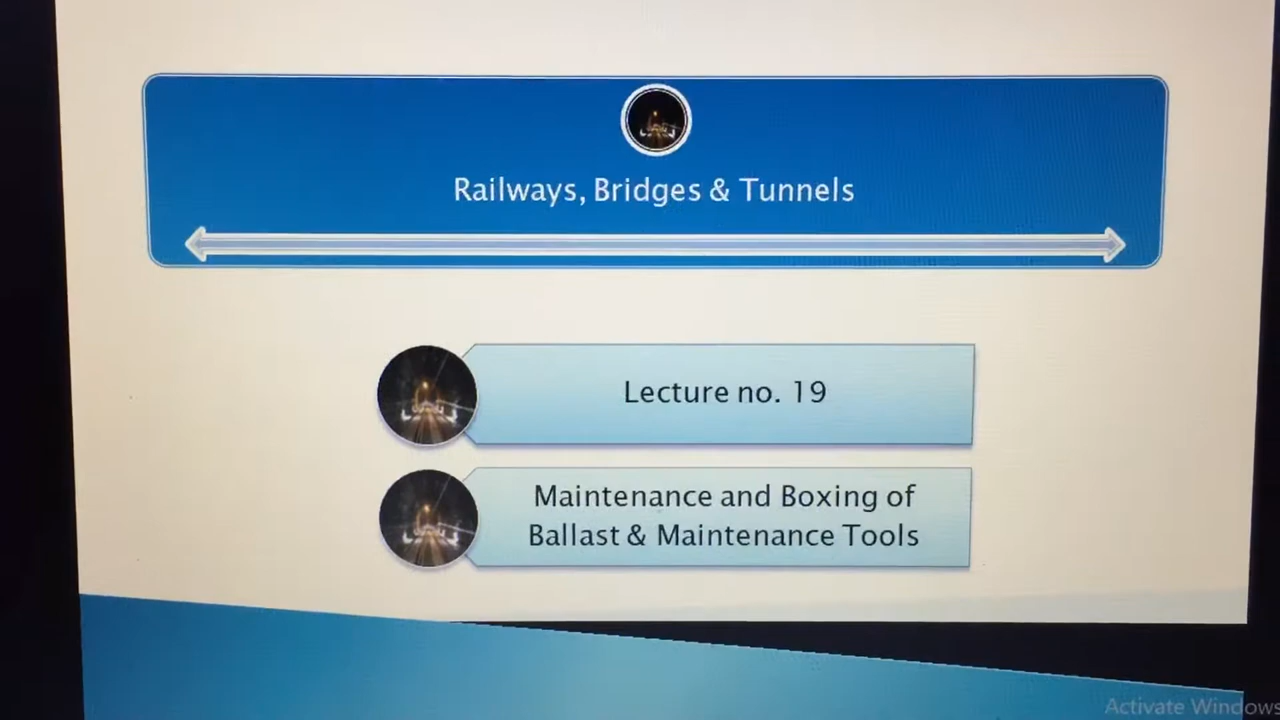 Railways, Bridges & Tunnels
Lecture no. 19
Maintenance and Boxing of
Ballast & Maintenance Tools
Activate Windows